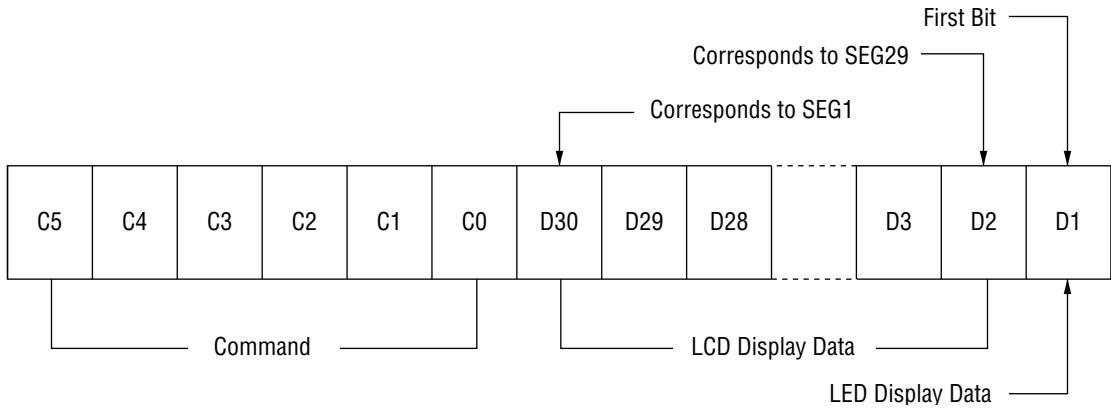 First Bit
Corresponds to SEG29
Corresponds to SEG1
C5 C4 C3 C2 C1 C0 D30 D29 D28 D3 D2 D1
Command
LCD Display Data
LED Display Data